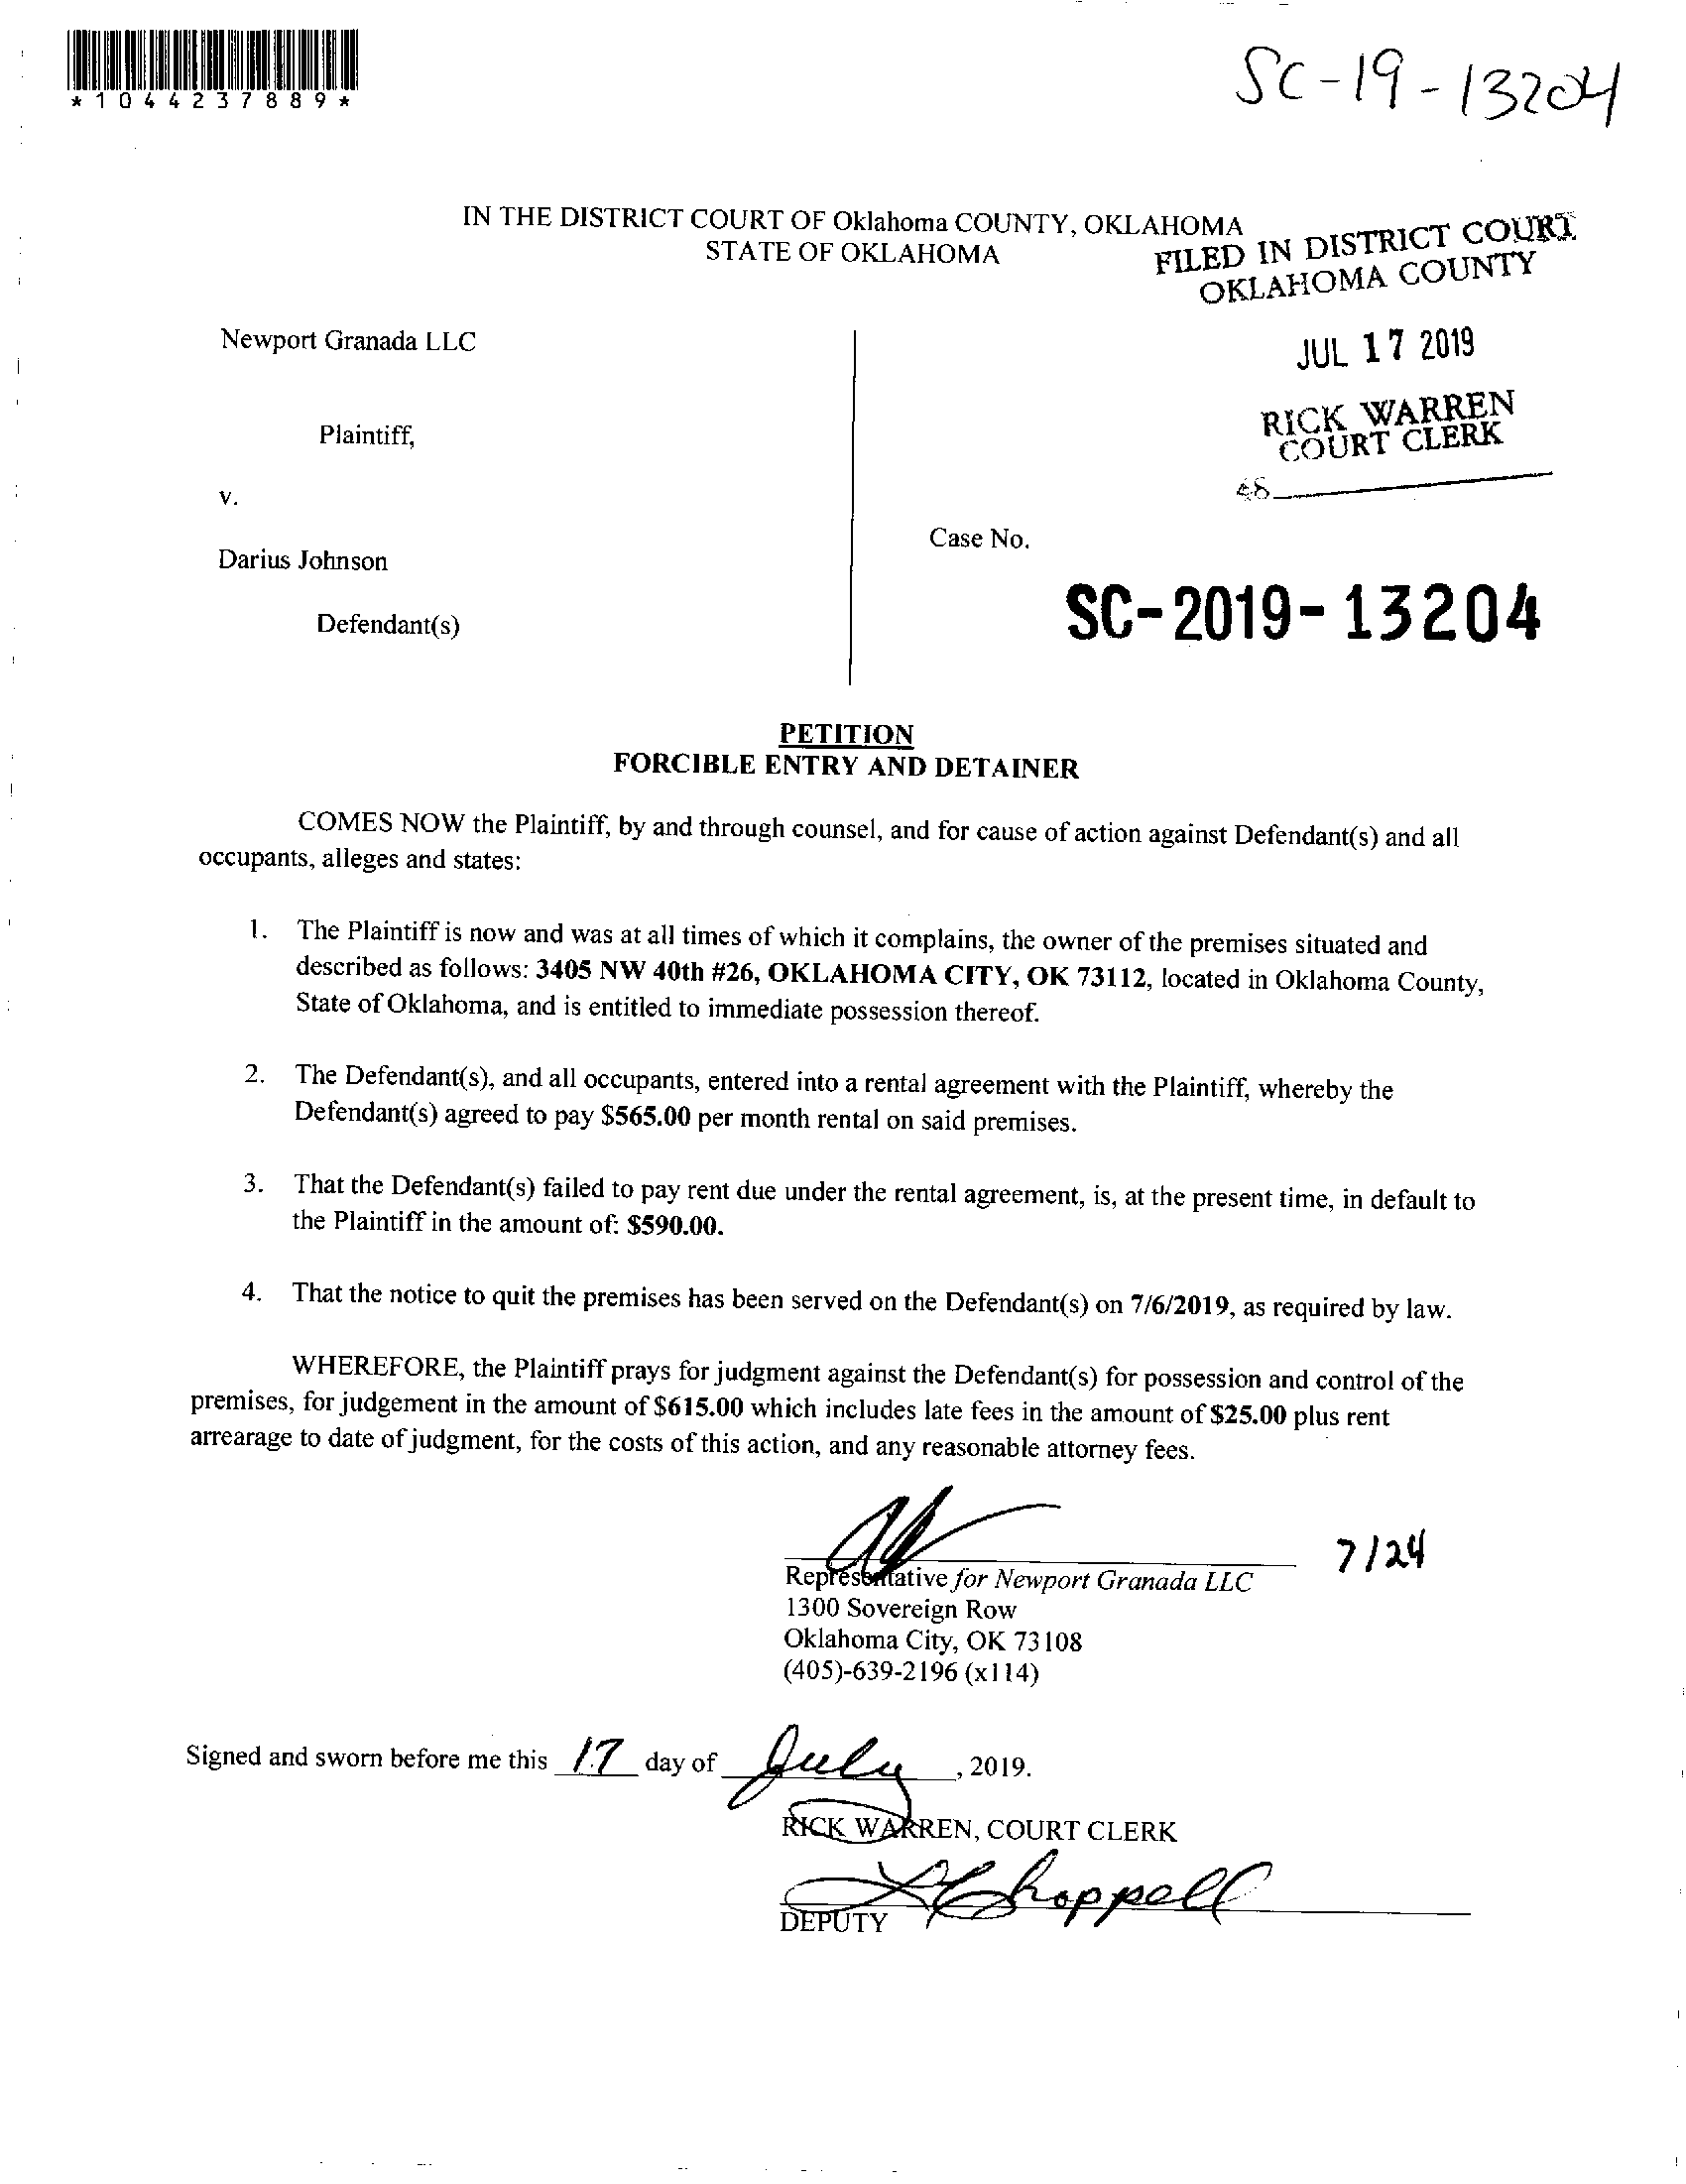 *1044237889*
SC-19-13204
IN THE DISTRICT COURT OF Oklahoma COUNTY, OKLAHOMA
STATE OF OKLAHOMA
FILED IN DISTRICT COURT
OKLAHOMA COUNTY
JUL 17 2019
RICK WARREN
COURT CLERK
Newport Granada LLC
Plaintiff,
v.
Darius Johnson
Defendant(s)
Case No.
SC-2019-13204
PETITION
FORCIBLE ENTRY AND DETAINER
COMES NOW the Plaintiff, by and through counsel, and for cause of action against Defendant(s) and all
occupants, alleges and states:
1. The Plaintiff is now and was at all times of which it complains, the owner of the premises situated and
described as follows: 3405 NW 40th #26, OKLAHOMA CITY, OK 73112, located in Oklahoma County,
State of Oklahoma, and is entitled to immediate possession thereof.
2. The Defendant(s), and all occupants, entered into a rental agreement with the Plaintiff, whereby the
Defendant(s) agreed to pay $565.00 per month rental on said premises.
3. That the Defendant(s) failed to pay rent due under the rental agreement, is, at the present time, in default to
the Plaintiff in the amount of: $590.00.
4. That the notice to quit the premises has been served on the Defendant(s) on 7/6/2019, as required by law.
WHEREFORE, the Plaintiff prays for judgment against the Defendant(s) for possession and control of the
premises, for judgement in the amount of $615.00 which includes late fees in the amount of $25.00 plus rent
arrearage to date of judgment, for the costs of this action, and any reasonable attorney fees.
7/24
Representative for Newport Granada LLC
1300 Sovereign Row
Oklahoma City, OK 73108
(405)-639-2196 (x114)
Signed and sworn before me this 17 day of July, 2019.
RICK WARREN, COURT CLERK
Chappell
DEPUTY